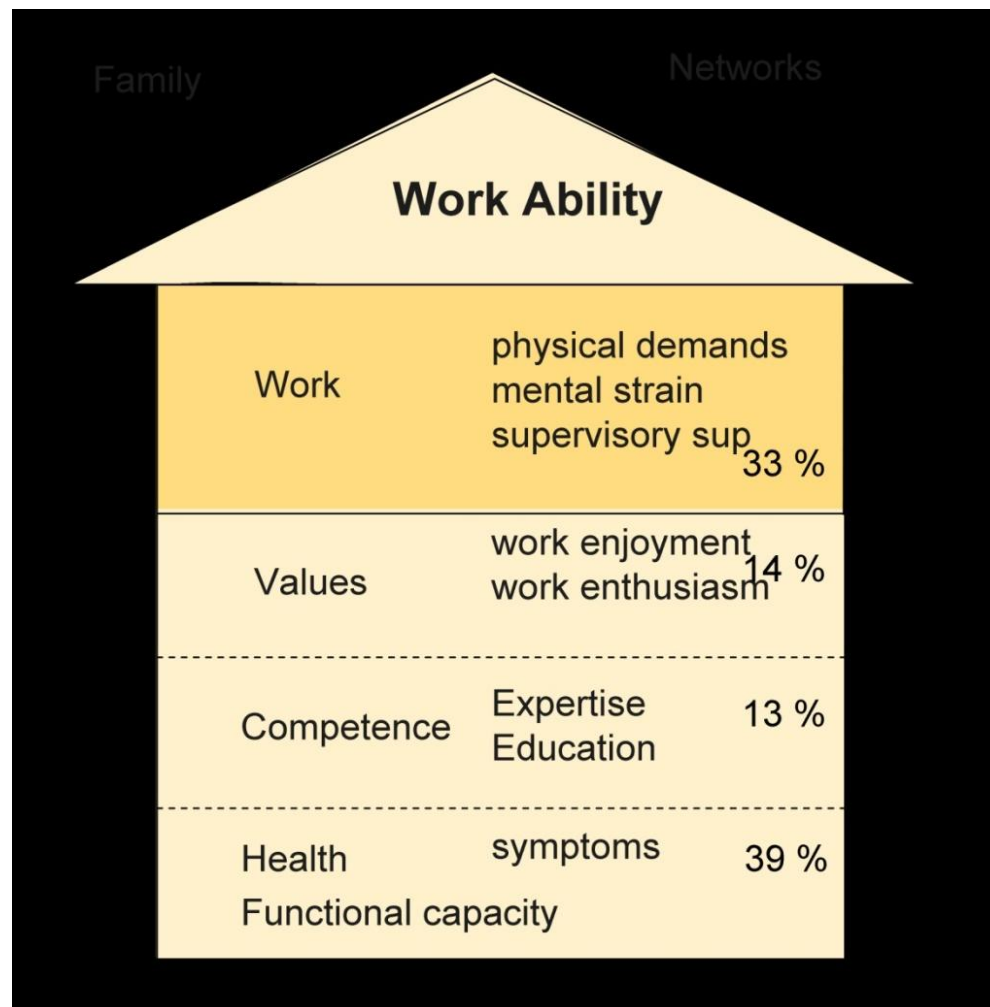 Family
Networks
Work Ability
Work
physical demands
mental strain
supervisory sup
33 %
Values
work enjoyment
work enthusiasm
14 %
Competence
Expertise
Education
13 %
Health
Functional capacity
symptoms
39 %